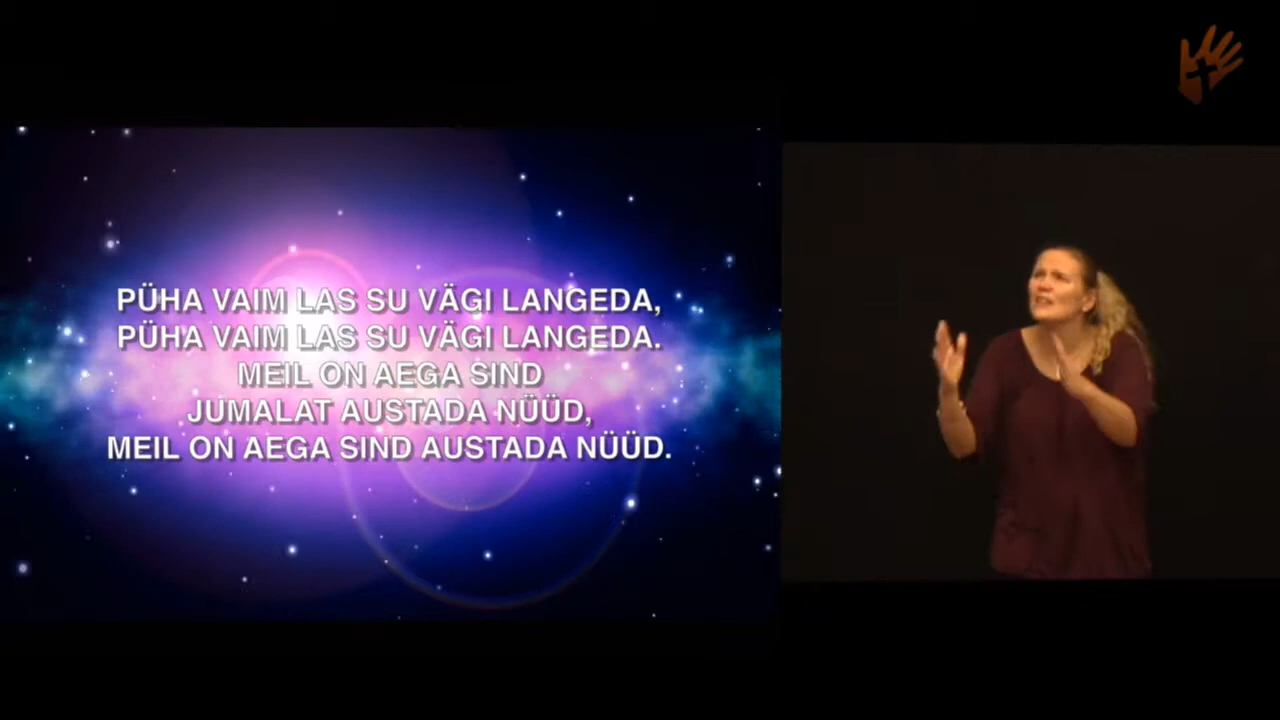 PÜHA VAIM LAS SU VÄGI LANGEDA,
PÜHA VAIM LAS SU VÄGI LANGEDA.
MEIL ON AEGA SIND
JUMALAT AUSTADA NÜÜD,
MEIL ON AEGA SIND AUSTADA NÜÜD.